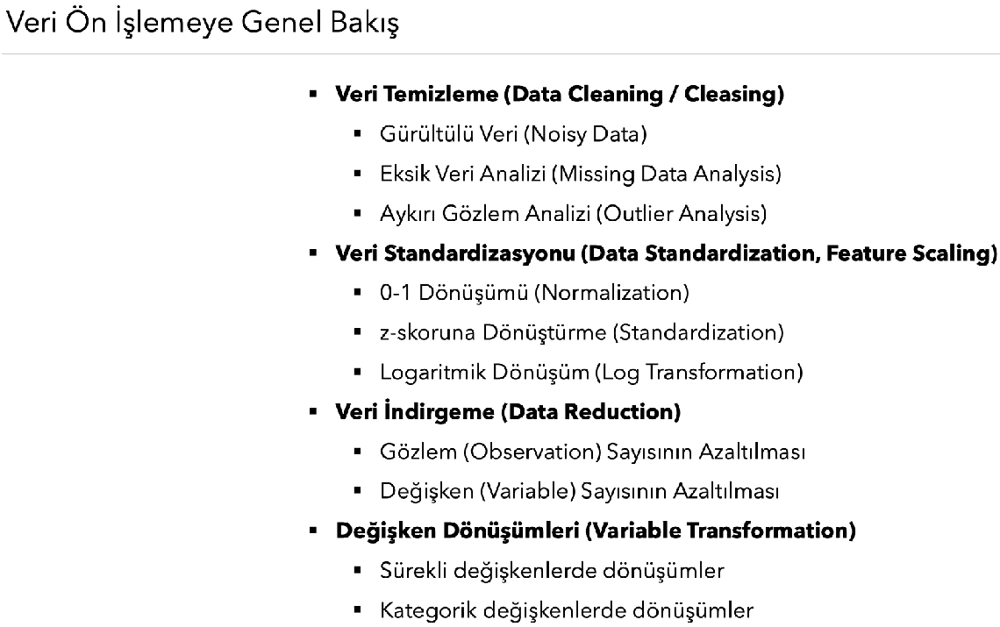 Veri Ön İşlemeye Genel Bakış
▪ Veri Temizleme (Data Cleaning / Cleasing)
▪ Gürültülü Veri (Noisy Data)
▪ Eksik Veri Analizi (Missing Data Analysis)
▪ Aykırı Gözlem Analizi (Outlier Analysis)
▪ Veri Standardizasyonu (Data Standardization, Feature Scaling)
▪ 0-1 Dönüşümü (Normalization)
▪ z-skoruna Dönüştürme (Standardization)
▪ Logaritmik Dönüşüm (Log Transformation)
▪ Veri İndirgeme (Data Reduction)
▪ Gözlem (Observation) Sayısının Azaltılması
▪ Değişken (Variable) Sayısının Azaltılması
▪ Değişken Dönüşümleri (Variable Transformation)
▪ Sürekli değişkenlerde dönüşümler
▪ Kategorik değişkenlerde dönüşümler